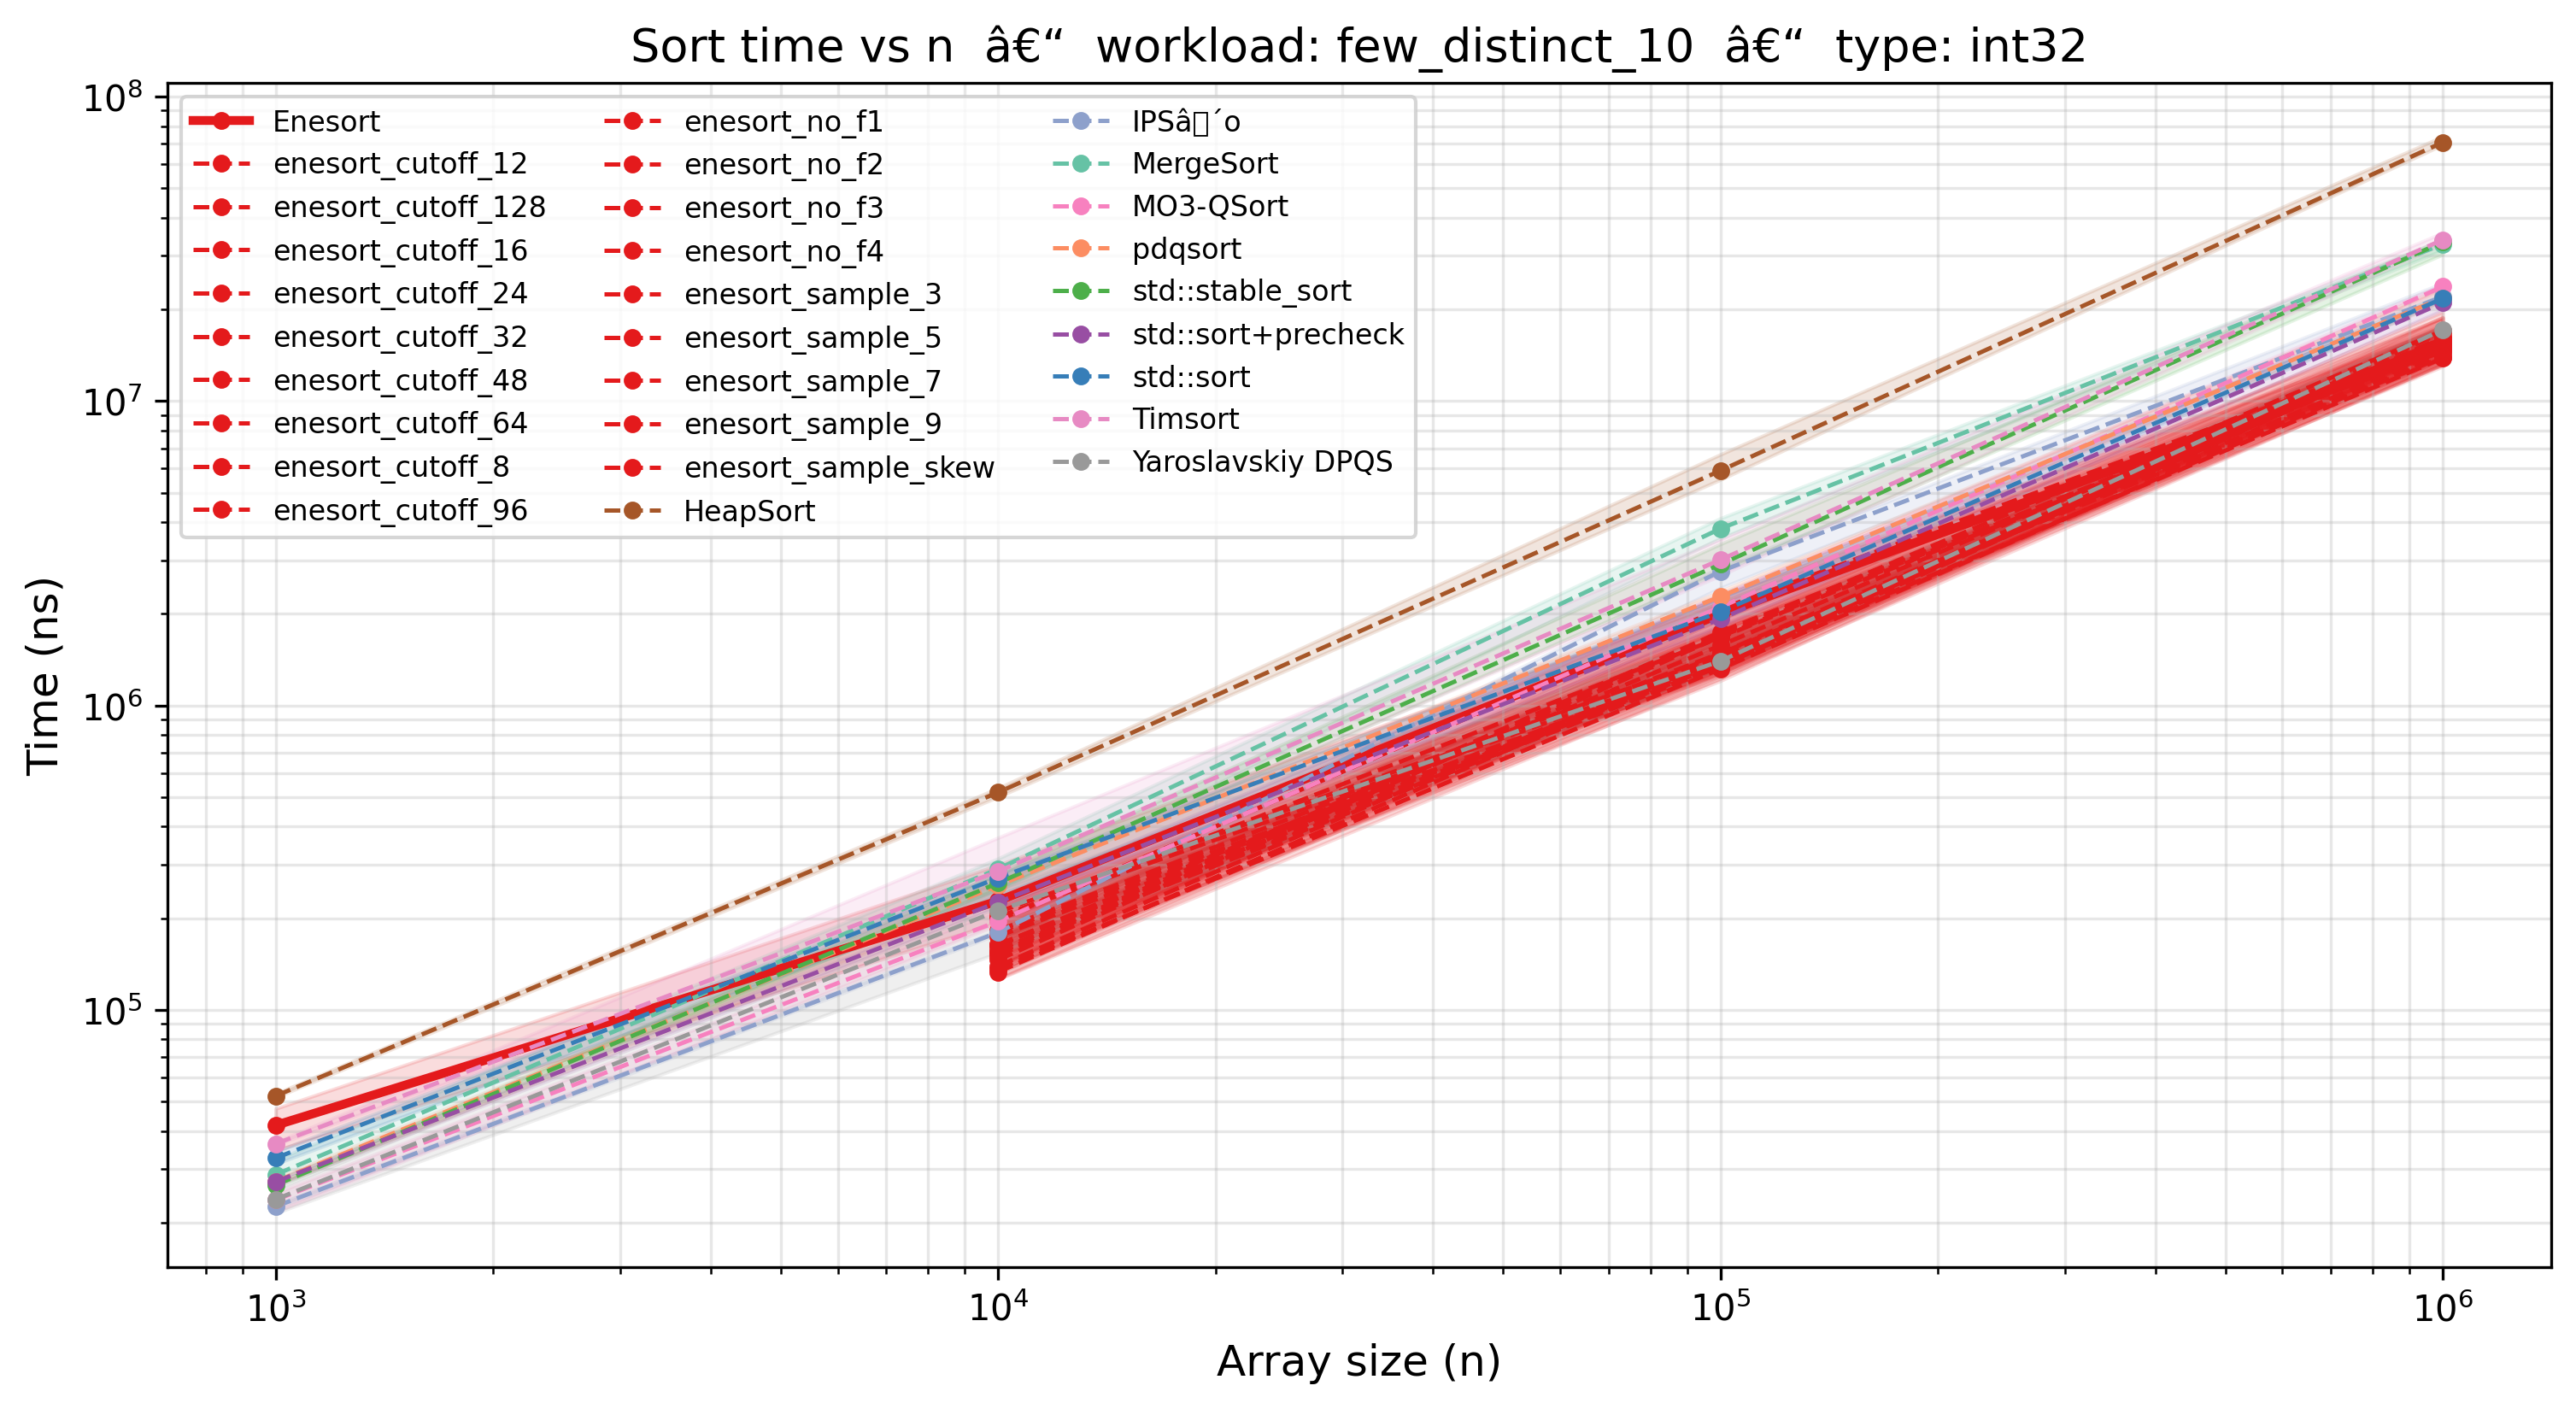 Sort time vs n – workload: few_distinct_10 – type: int32
10⁸
10⁷
10⁶
10⁵
Time (ns)
Enesort
enesort_cutoff_12
enesort_cutoff_128
enesort_cutoff_16
enesort_cutoff_24
enesort_cutoff_32
enesort_cutoff_48
enesort_cutoff_64
enesort_cutoff_8
enesort_cutoff_96
enesort_no_f1
enesort_no_f2
enesort_no_f3
enesort_no_f4
enesort_sample_3
enesort_sample_5
enesort_sample_7
enesort_sample_9
enesort_sample_skew
HeapSort
IPSâ▯´o
MergeSort
MO3-QSort
pdqsort
std::stable_sort
std::sort+precheck
std::sort
Timsort
Yaroslavskiy DPQS
10³
10⁴
10⁵
10⁶
Array size (n)